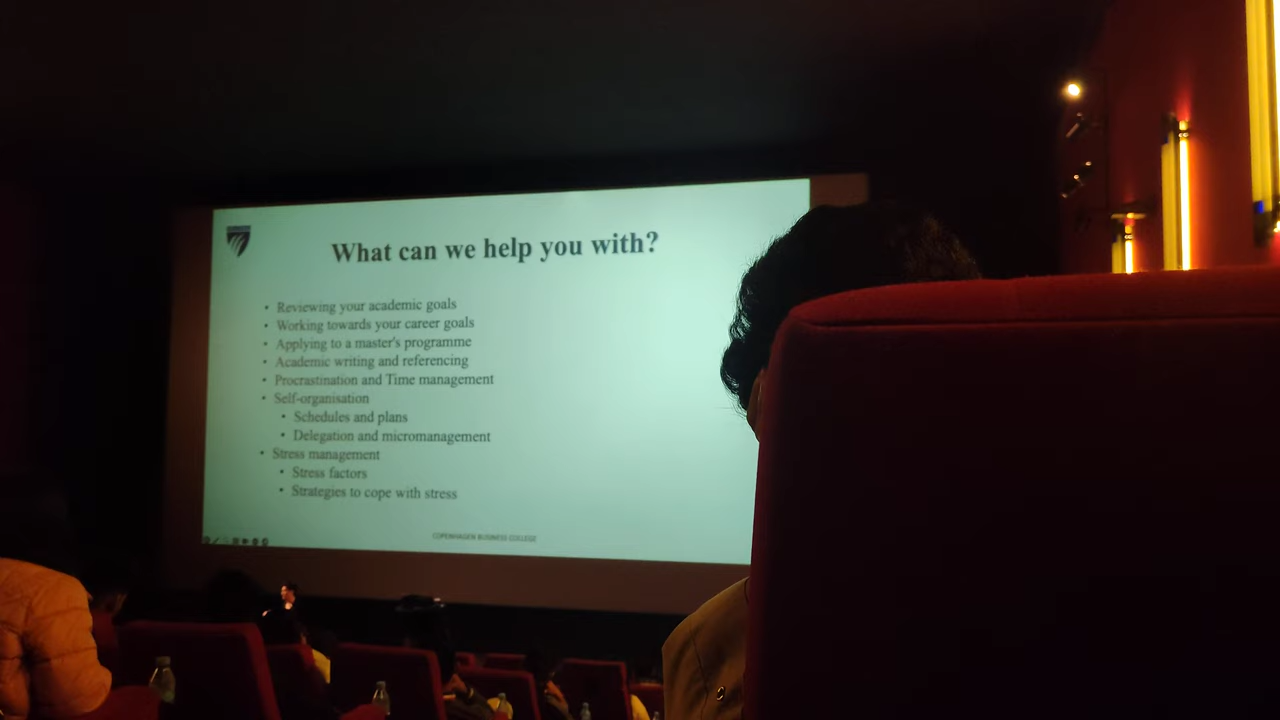 What can we help you with?
• Reviewing your academic goals
• Working towards your career goals
• Applying to a master's programme
• Academic writing and referencing
• Procrastination and Time management
• Self-organisation
• Schedules and plans
• Delegation and micromanagement
• Stress management
• Stress factors
• Strategies to cope with stress
COPENHAGEN BUSINESS COLLEGE